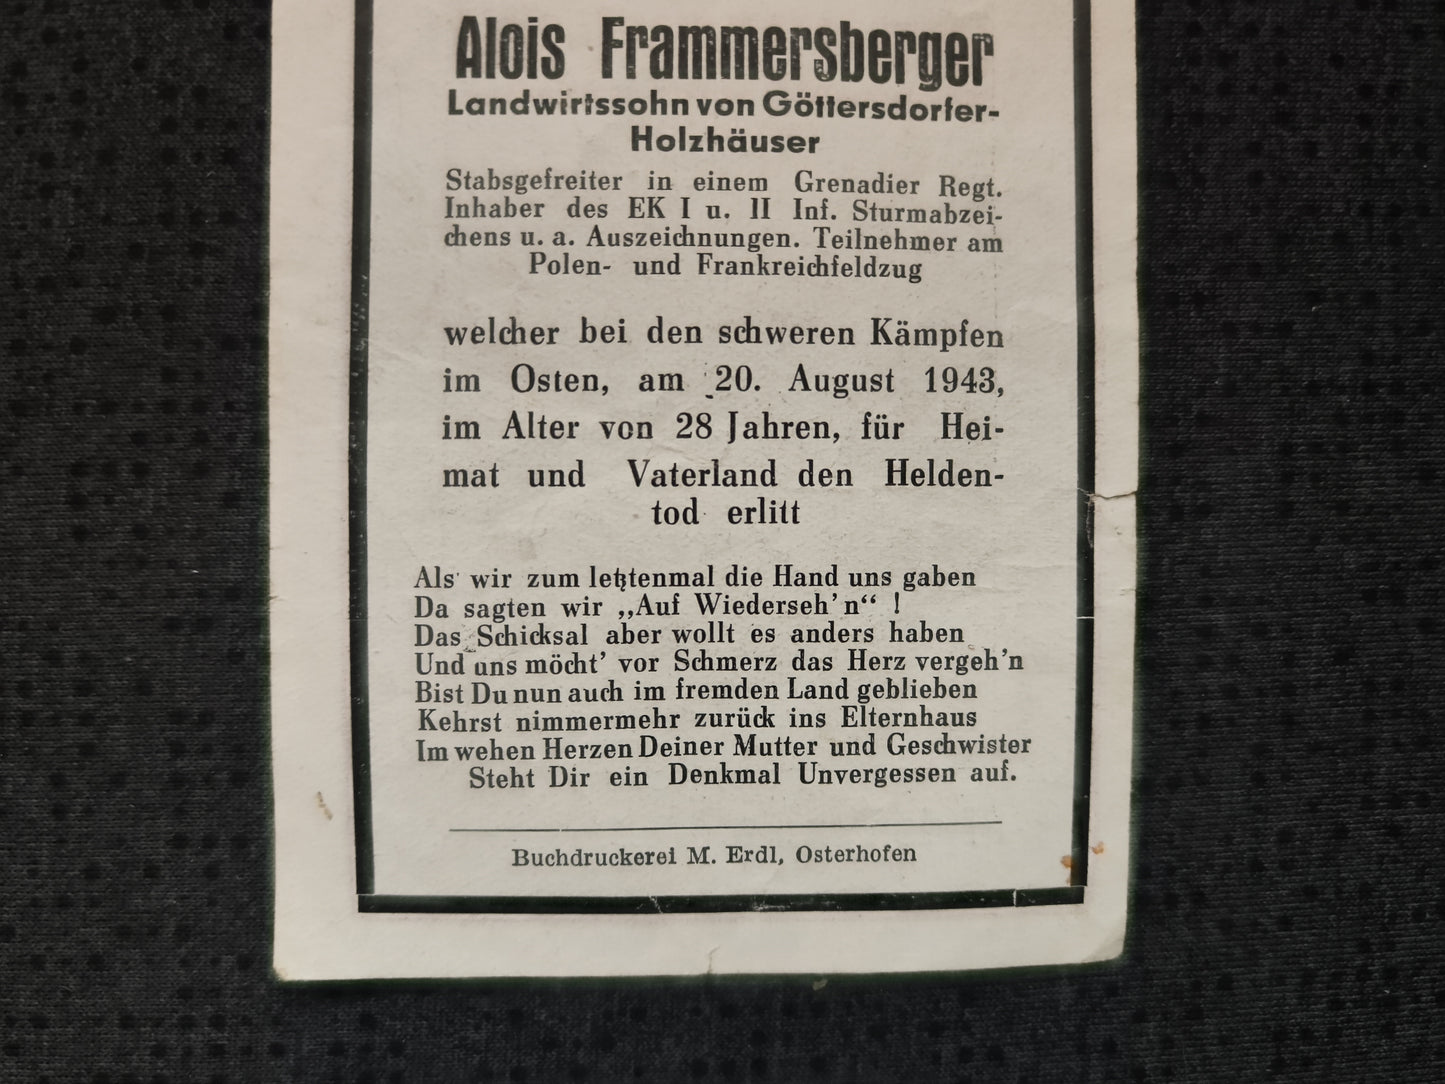 Alois Frammersberger
Landwirtssohn von Göttersdorfer-
Holzhäuser
Stabsgefreiter in einem Grenadier Regt.
Inhaber des EK I u. II Inf. Sturmabzei-
chens u. a. Auszeichnungen. Teilnehmer am
Polen- und Frankreichfeldzug
welcher bei den schweren Kämpfen
im Osten, am 20. August 1943,
im Alter von 28 Jahren, für Hei-
mat und Vaterland den Helden-
tod erlitt
Als wir zum letztenmal die Hand uns gaben
Da sagten wir „Auf Wiederseh'n“ !
Das Schicksal aber wollt es anders haben
Und uns möcht' vor Schmerz das Herz vergeh'n
Bist Du nun auch im fremden Land geblieben
Kehrst nimmermehr zurück ins Elternhaus
Im wehen Herzen Deiner Mutter und Geschwister
Steht Dir ein Denkmal Unvergessen auf.
Buchdruckerei M. Erdl, Osterhofen